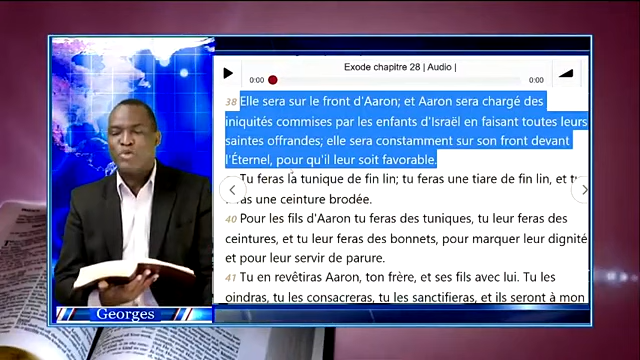 Exode chapitre 28 | Audio |
0:00
0:00
38 Elle sera sur le front d'Aaron; et Aaron sera chargé des
iniquités commises par les enfants d'Israël en faisant toutes leurs
saintes offrandes; elle sera constamment sur son front devant
l'Éternel, pour qu'il leur soit favorable.
Tu feras la tunique de fin lin; tu feras une tiare de fin lin, et tu
une ceinture brodée.
40 Pour les fils d'Aaron tu feras des tuniques, tu leur feras des
ceintures, et tu leur feras des bonnets, pour marquer leur dignité
et pour leur servir de parure.
41 Tu en revêtiras Aaron, ton frère, et ses fils avec lui. Tu les
oindras, tu les consacreras, tu les sanctifieras, et ils seront à mon
Georges